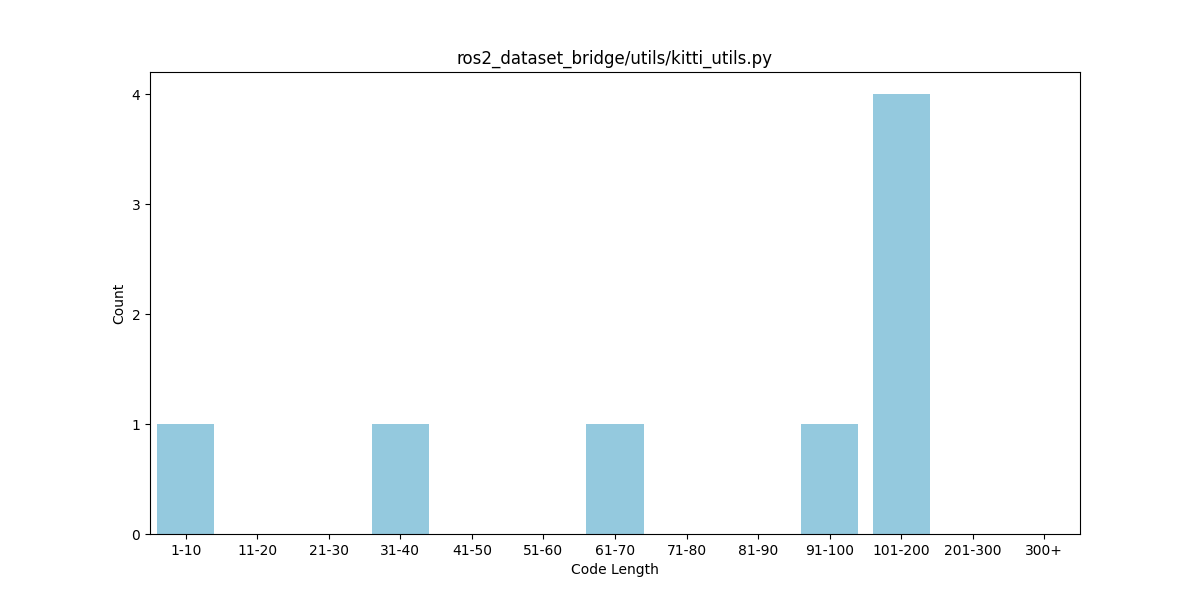 ros2_dataset_bridge/utils/kitti_utils.py
4
3
2
1
0
Count
1-10 11-20 21-30 31-40 41-50 51-60 61-70 71-80 81-90 91-100 101-200 201-300 300+
Code Length